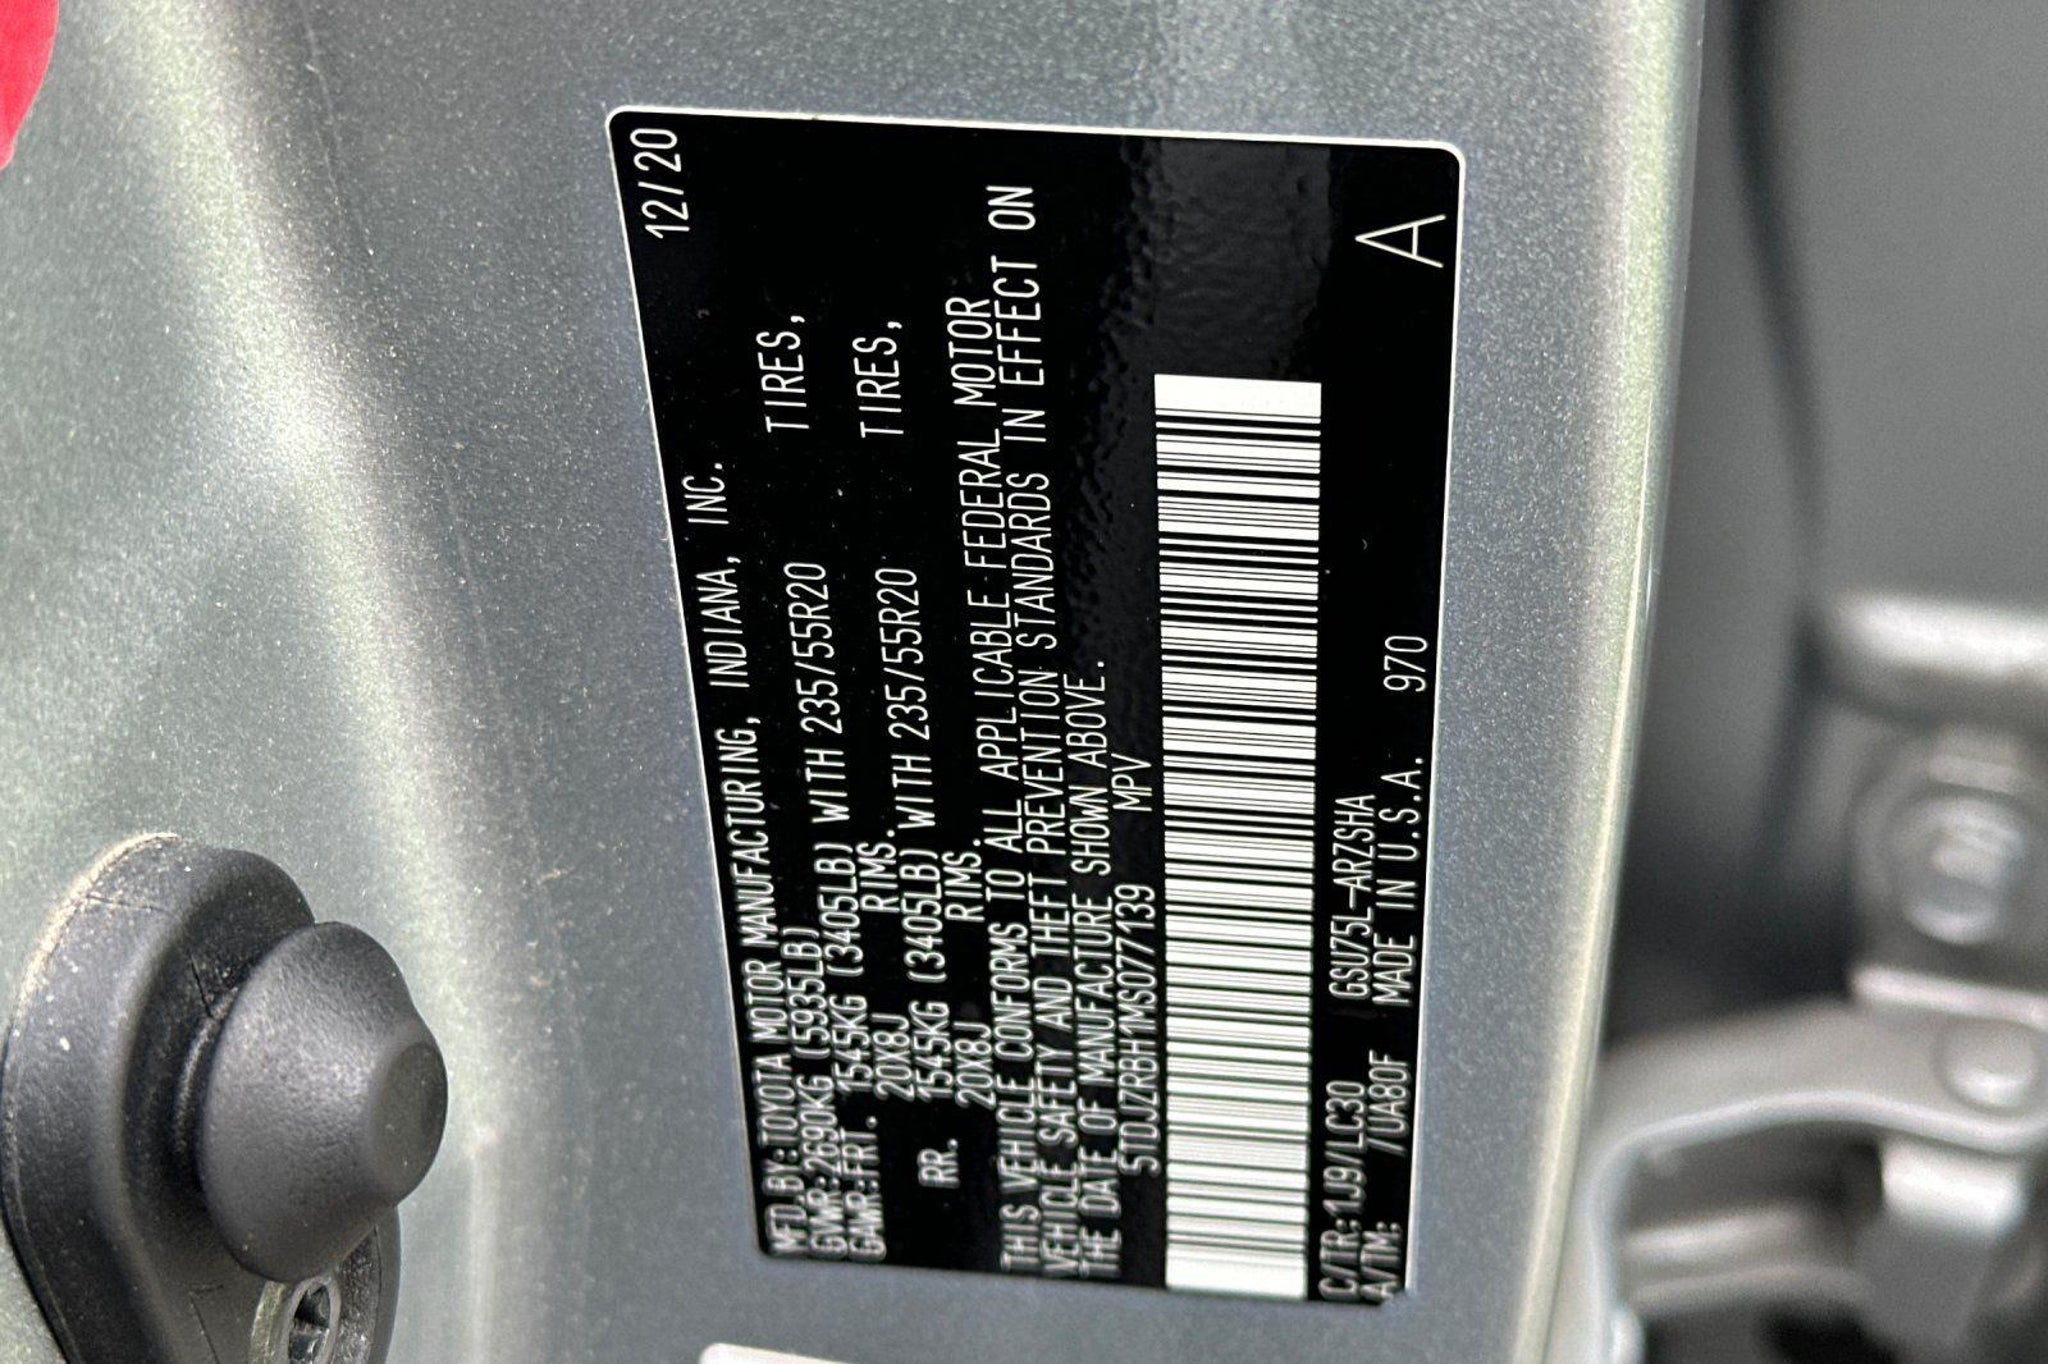 12/20
MFD.BY:TOYOTA MOTOR MANUFACTURING, INDIANA, INC.
GVWR:2690KG (5935LB)
GAWR:FRT. 1545KG (3405LB) WITH 235/55R20 TIRES,
20X8J RIMS.
RR. 1545KG (3405LB) WITH 235/55R20 TIRES,
20X8J RIMS.
THIS VEHICLE CONFORMS TO ALL APPLICABLE FEDERAL MOTOR
VEHICLE SAFETY AND THEFT PREVENTION STANDARDS IN EFFECT ON
THE DATE OF MANUFACTURE SHOWN ABOVE.
5TDJZRBH1MS077139 MPV
C/TR:1J9/LC30 GSU75L-ARZSHA
A/TM: /UA80F MADE IN U.S.A. 970
A